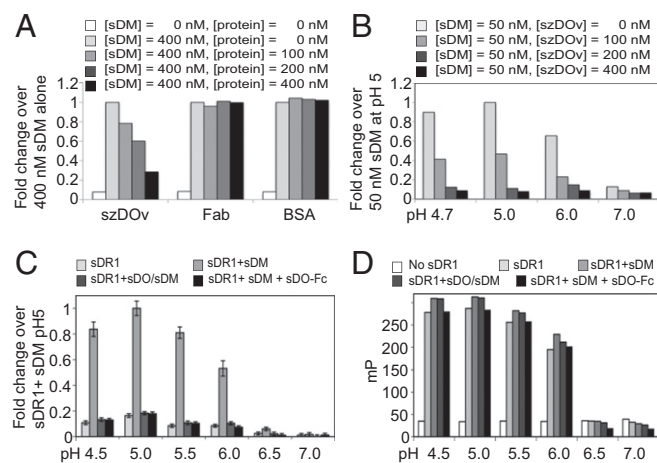 A
[sDM] = 0 nM, [protein] = 0 nM
[sDM] = 400 nM, [protein] = 0 nM
[sDM] = 400 nM, [protein] = 100 nM
[sDM] = 400 nM, [protein] = 200 nM
[sDM] = 400 nM, [protein] = 400 nM
Fold change over
400 nM sDM alone
1.2
1
0.8
0.6
0.4
0.2
0
szDOv Fab BSA
B
[sDM] = 50 nM, [szDOv] = 0 nM
[sDM] = 50 nM, [szDOv] = 100 nM
[sDM] = 50 nM, [szDOv] = 200 nM
[sDM] = 50 nM, [szDOv] = 400 nM
Fold change over
50 nM sDM at pH 5
1.2
1
0.8
0.6
0.4
0.2
0
pH 4.7 5.0 6.0 7.0
C
sDR1 sDR1+sDM
sDR1+sDO/sDM sDR1+ sDM + sDO-Fc
Fold change over
sDR1+ sDM pH5
1
0.8
0.6
0.4
0.2
0
pH 4.5 5.0 5.5 6.0 6.5 7.0
D
No sDR1 sDR1 sDR1+sDM
sDR1+sDO/sDM sDR1+ sDM + sDO-Fc
mP
250
200
150
100
50
0
pH 4.5 5.0 5.5 6.0 6.5 7.0